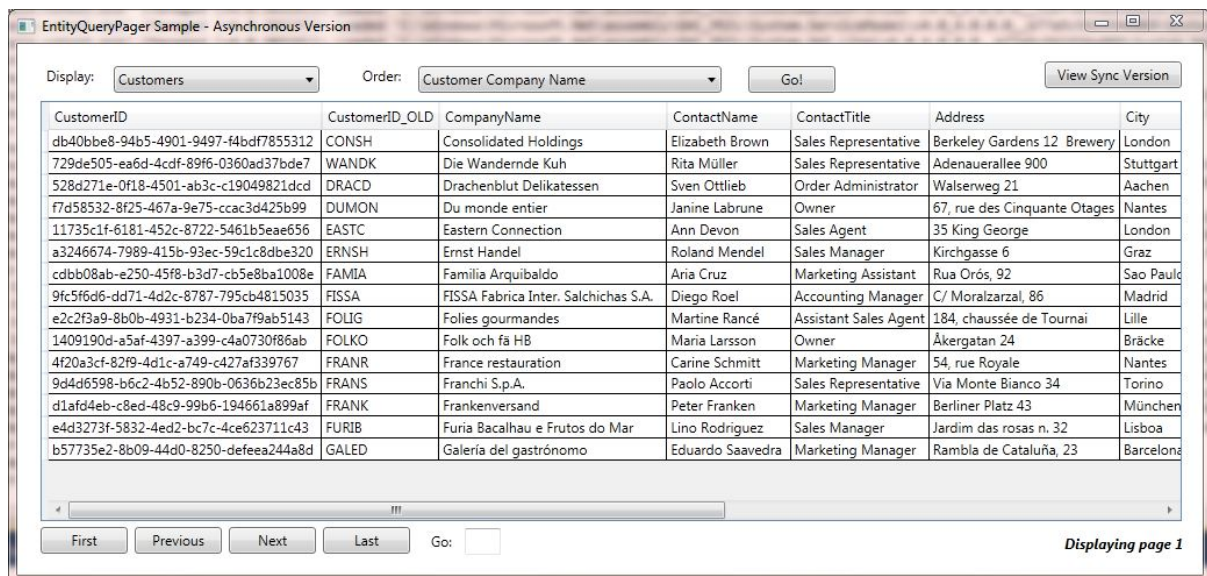 EntityQueryPager Sample - Asynchronous Version
Display: Customers Order: Customer Company Name Go! View Sync Version
CustomerID CustomerID_OLD CompanyName ContactName ContactTitle Address City
db40bbe8-94b5-4901-9497-f4bdf7855312 CONSH Consolidated Holdings Elizabeth Brown Sales Representative Berkeley Gardens 12 Brewery London
729de505-ea6d-4cdf-89f6-0360ad37bde7 WANDK Die Wandernde Kuh Rita Müller Sales Representative Adenauerallee 900 Stuttgart
528d271e-0f18-4501-ab3c-c19049821dcd DRACD Drachenblut Delikatessen Sven Ottlieb Order Administrator Walserweg 21 Aachen
f7d58532-8f25-467a-9e75-ccac3d425b99 DUMON Du monde entier Janine Labrune Owner 67, rue des Cinquante Otages Nantes
11735c1f-6181-452c-8722-5461b5eae656 EASTC Eastern Connection Ann Devon Sales Agent 35 King George London
a3246674-7989-415b-93ec-59c1c8dbe320 ERNSH Ernst Handel Roland Mendel Sales Manager Kirchgasse 6 Graz
cdbb08ab-e250-45f8-b3d7-cb5e8ba1008e FAMIA Familia Arquibaldo Aria Cruz Marketing Assistant Rua Orós, 92 Sao Paulo
9fc5f6d6-dd71-4d2c-8787-795cb4815035 FISSA FISSA Fabrica Inter. Salchichas S.A. Diego Roel Accounting Manager C/ Moralzarzal, 86 Madrid
e2c2f3a9-8b0b-4931-b234-0ba7f9ab5143 FOLIG Folies gourmandes Martine Rancé Assistant Sales Agent 184, chaussée de Tournai Lille
1409190d-a5af-4397-a399-c4a0730f86ab FOLKO Folk och fä HB Maria Larsson Owner Åkergatan 24 Bräcke
4f20a3cf-82f9-4d1c-a749-c427af339767 FRANR France restauration Carine Schmitt Marketing Manager 54, rue Royale Nantes
9d4d6598-b6c2-4b52-890b-0636b23ec85b FRANS Franchi S.p.A. Paolo Accorti Sales Representative Via Monte Bianco 34 Torino
d1afd4eb-c8ed-48c9-99b6-194661a899af FRANK Frankenversand Peter Franken Marketing Manager Berliner Platz 43 München
e4d3273f-5832-4ed2-bc7c-4ce623711c43 FURIB Furia Bacalhau e Frutos do Mar Lino Rodriguez Sales Manager Jardim das rosas n. 32 Lisboa
b57735e2-8b09-44d0-8250-defeea244a8d GALED Galería del gastrónomo Eduardo Saavedra Marketing Manager Rambla de Cataluña, 23 Barcelona
First Previous Next Last Go: Displaying page 1